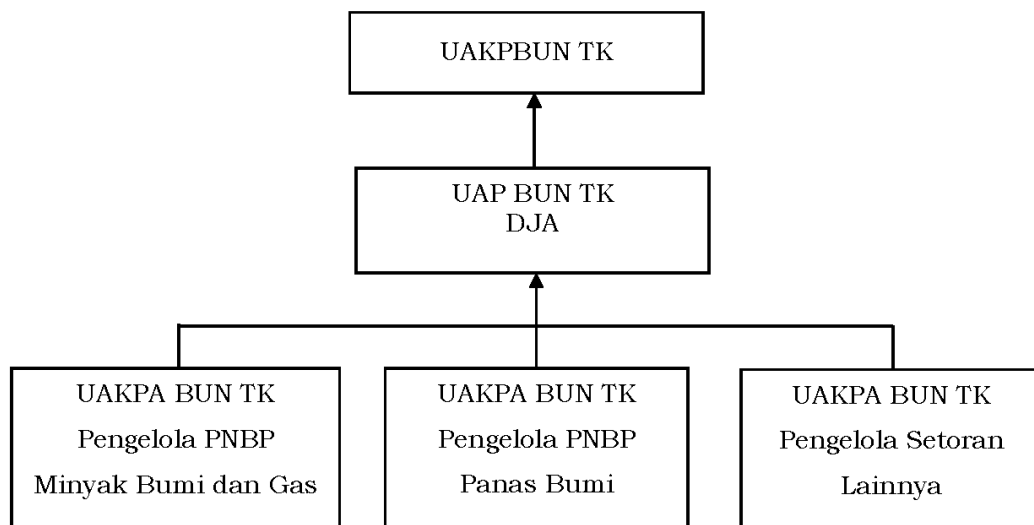 UAKPBUN TK
UAP BUN TK
DJA
UAKPA BUN TK
Pengelola PNBP
Minyak Bumi dan Gas
UAKPA BUN TK
Pengelola PNBP
Panas Bumi
UAKPA BUN TK
Pengelola Setoran
Lainnya